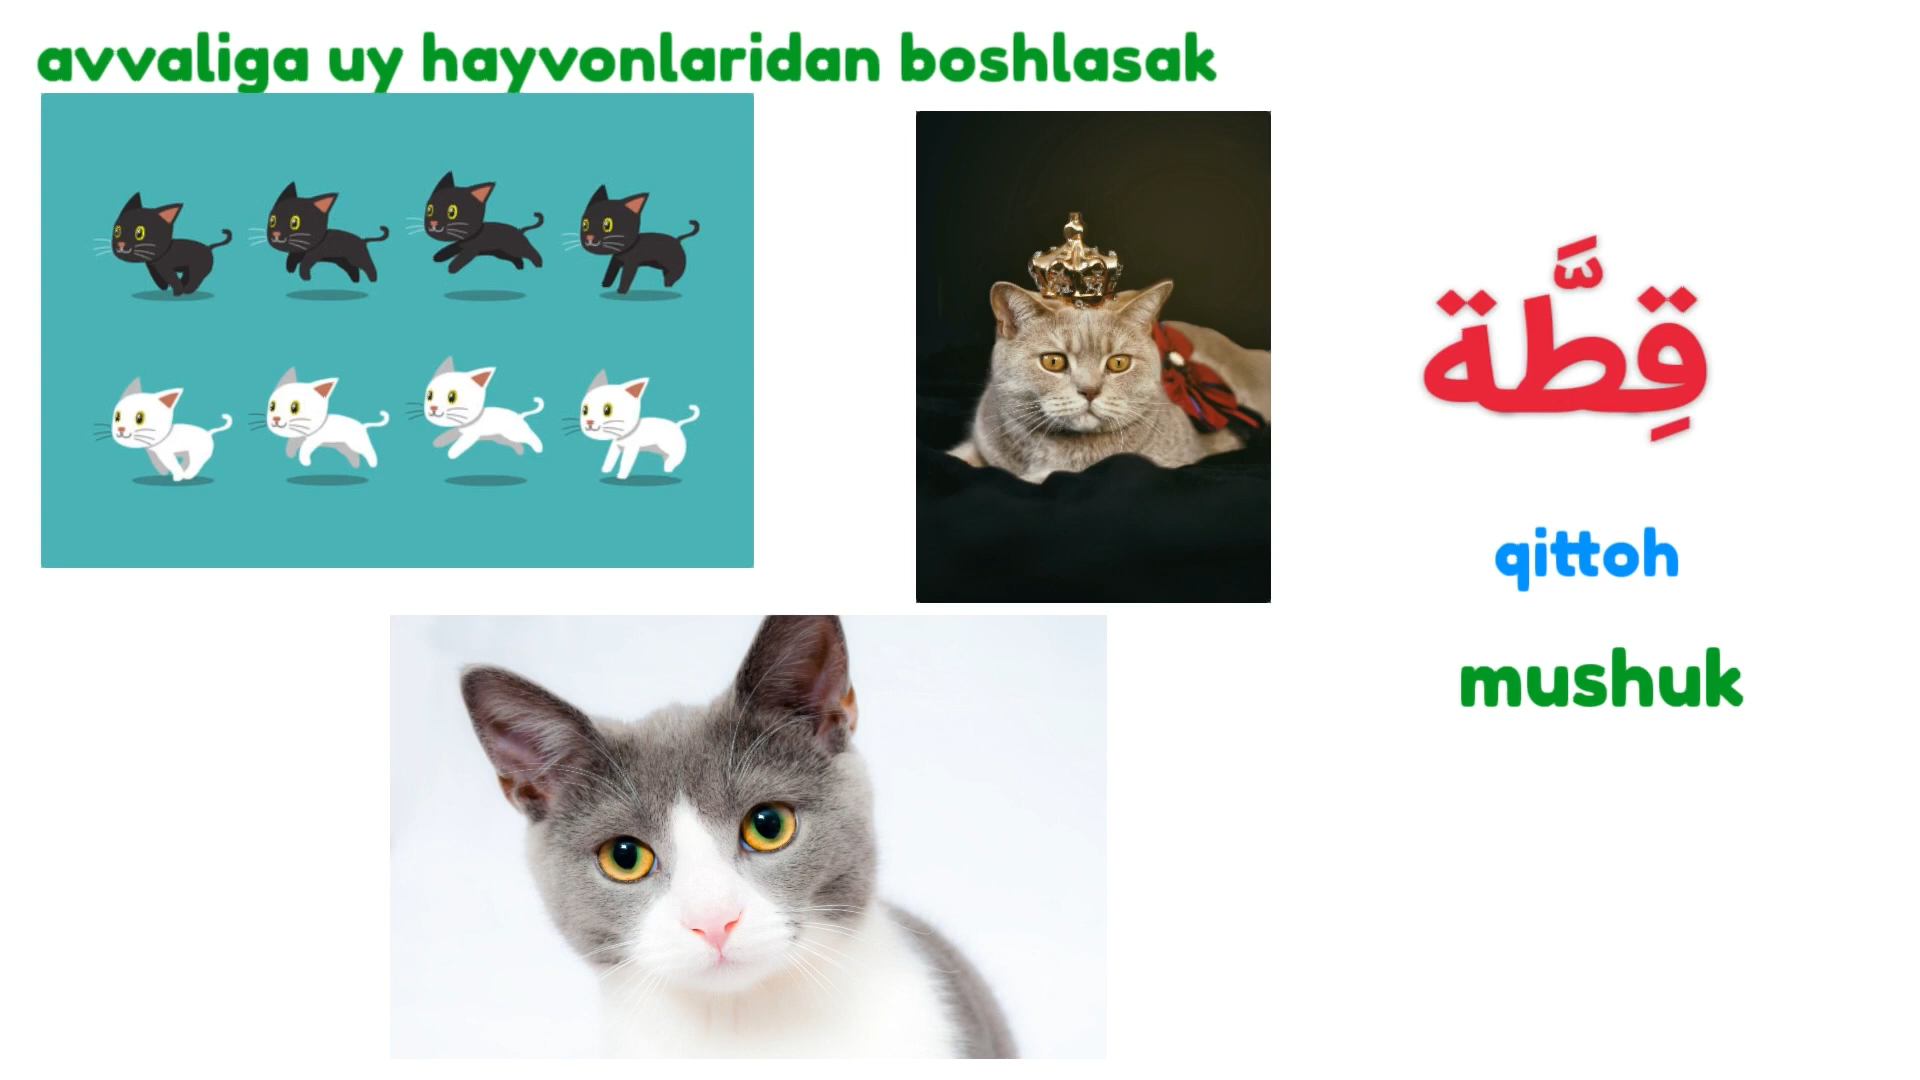 avvaliga uy hayvonlaridan boshlasak
قِطَّة
qittoh
mushuk